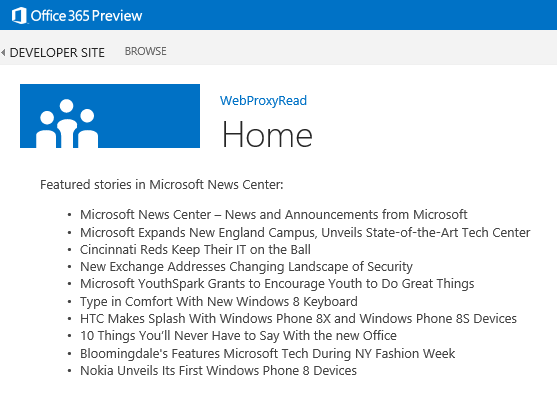 Office 365 Preview
DEVELOPER SITE BROWSE
WebProxyRead
Home
Featured stories in Microsoft News Center:
• Microsoft News Center – News and Announcements from Microsoft
• Microsoft Expands New England Campus, Unveils State-of-the-Art Tech Center
• Cincinnati Reds Keep Their IT on the Ball
• New Exchange Addresses Changing Landscape of Security
• Microsoft YouthSpark Grants to Encourage Youth to Do Great Things
• Type in Comfort With New Windows 8 Keyboard
• HTC Makes Splash With Windows Phone 8X and Windows Phone 8S Devices
• 10 Things You’ll Never Have to Say With the new Office
• Bloomingdale's Features Microsoft Tech During NY Fashion Week
• Nokia Unveils Its First Windows Phone 8 Devices